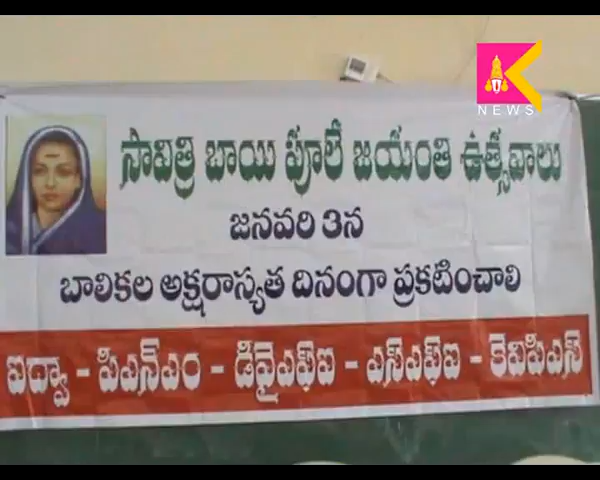 K
NEWS
సావిత్రి బాయి పూలే జయంతి ఉత్సవాలు
జనవరి 3న
బాలికల అక్షరాస్యత దినంగా ప్రకటించాలి
ఐద్వా - పిఎన్ఎం - డివైఎఫ్ఐ - ఎస్ఎఫ్ఐ - కెవిపిఎస్